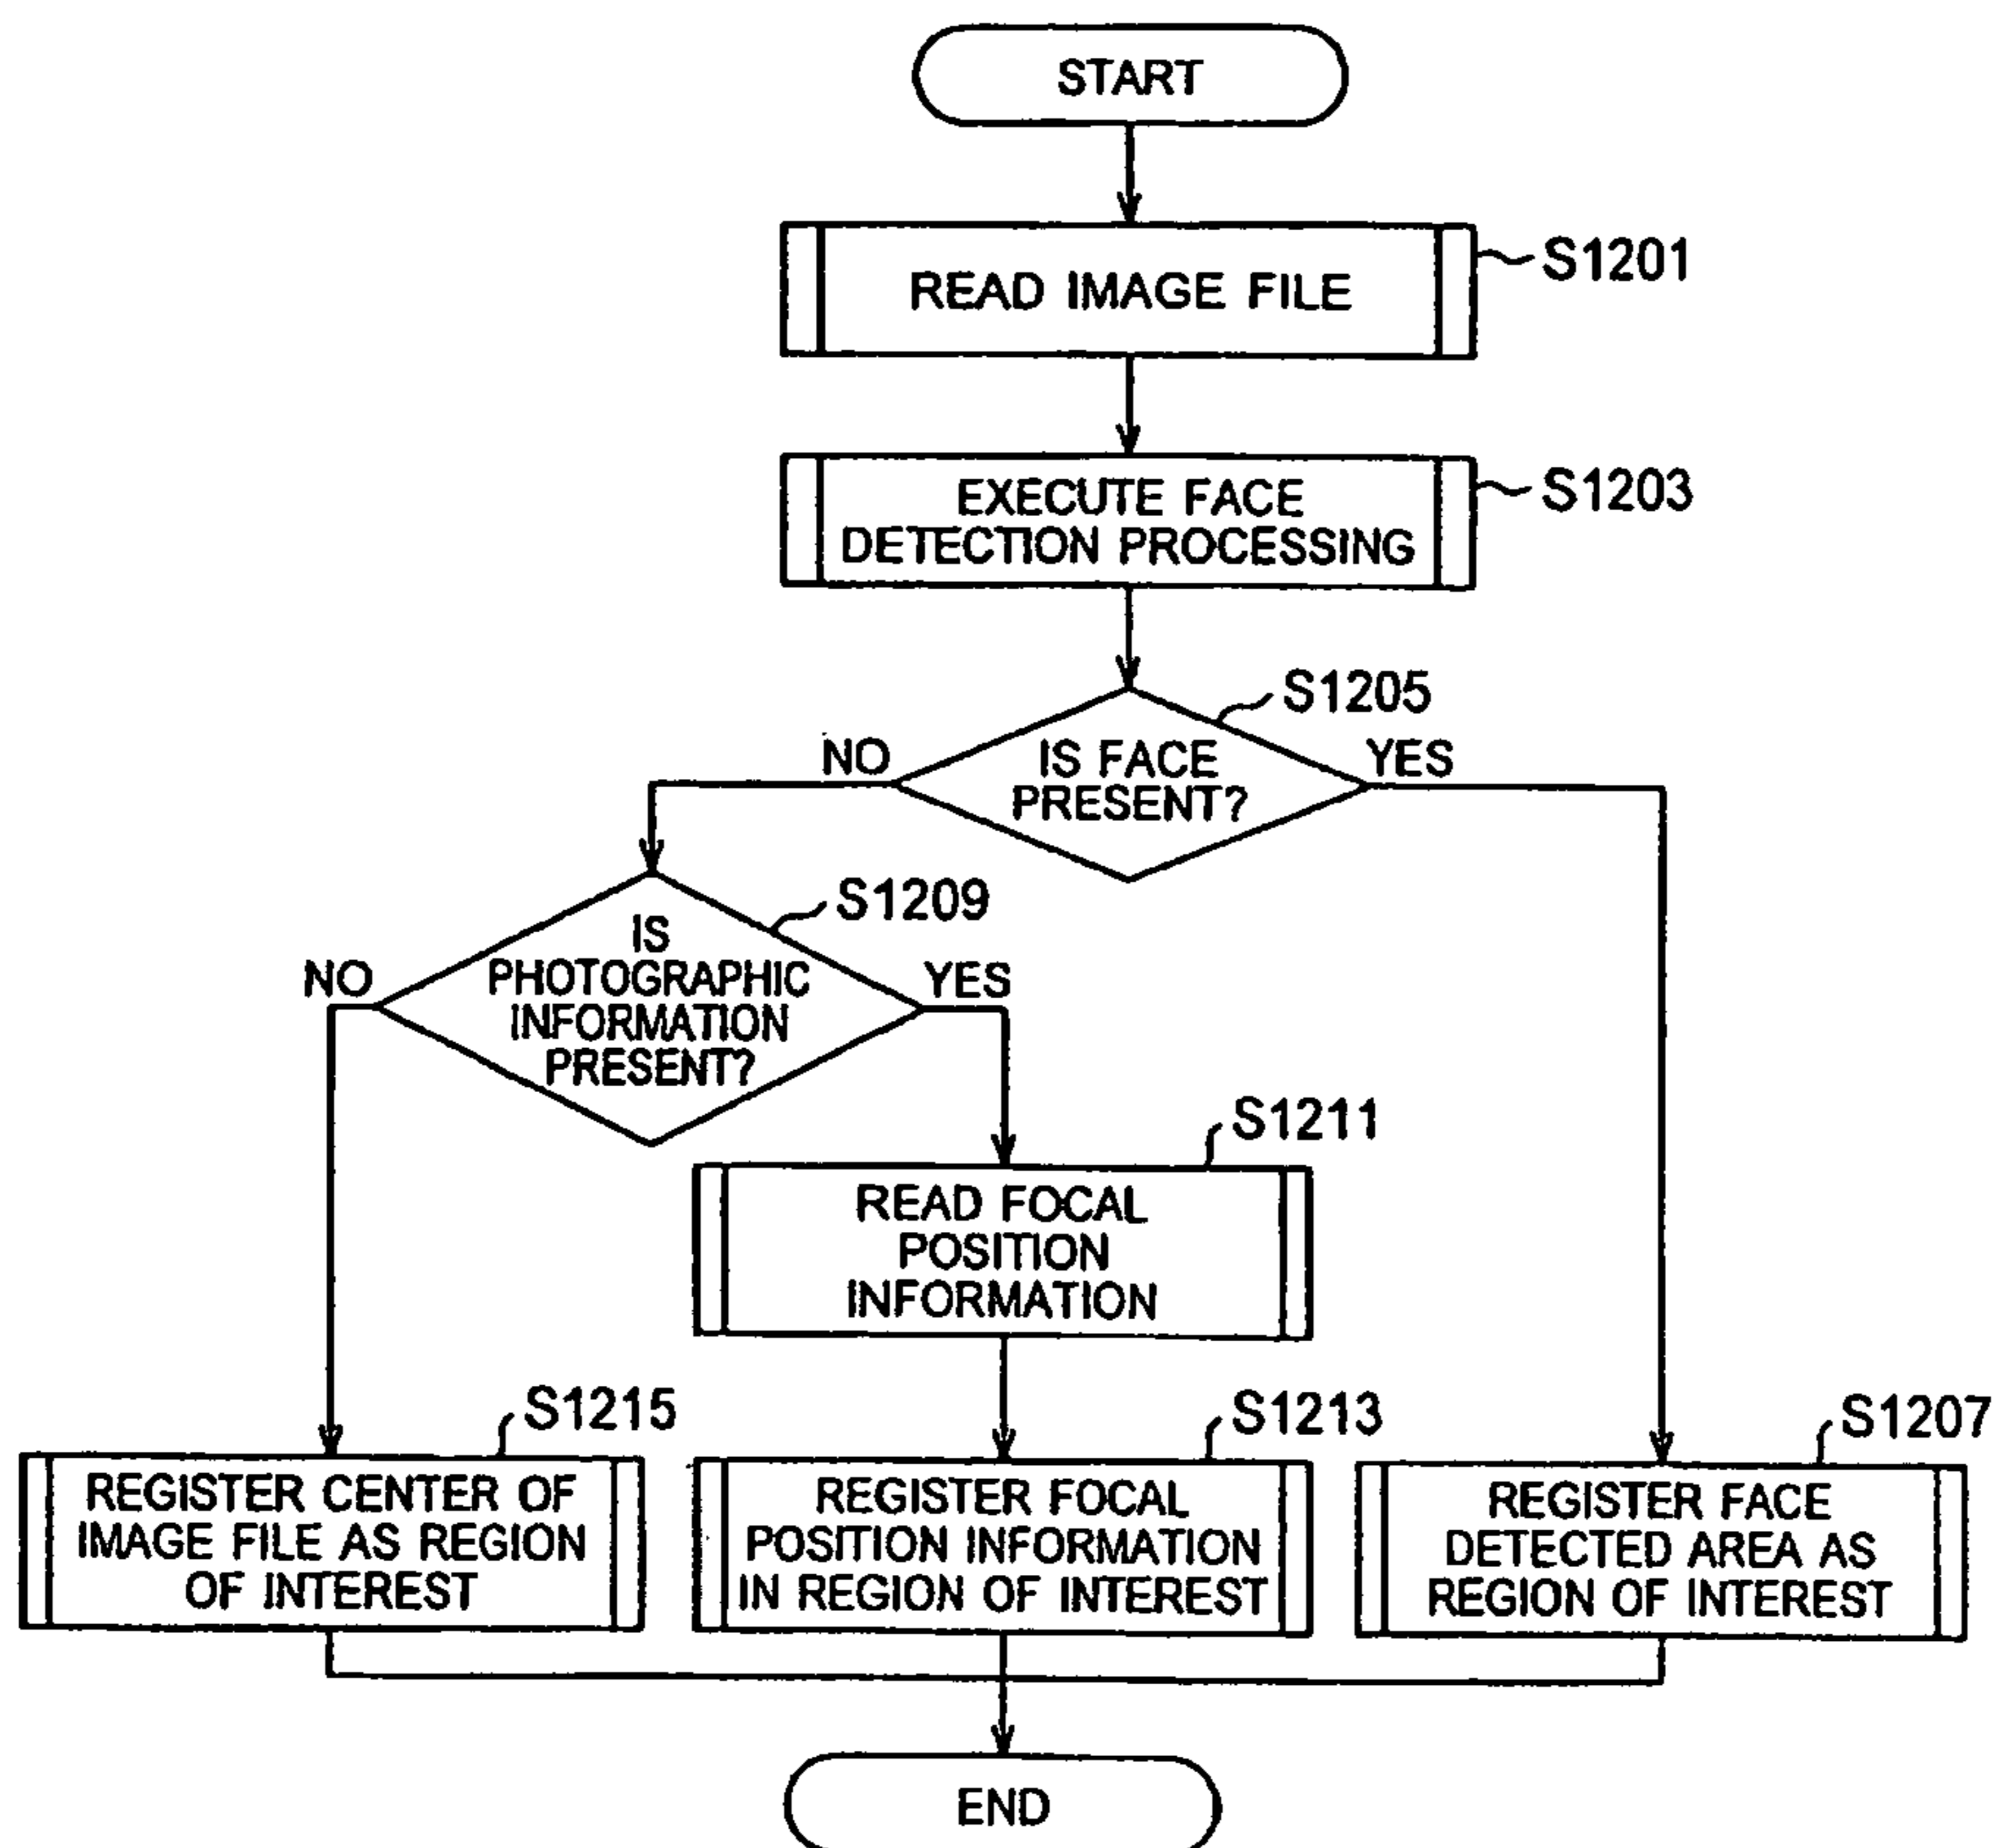 START
READ IMAGE FILE
S1201
EXECUTE FACE
DETECTION PROCESSING
S1203
S1205
NO
IS FACE
PRESENT?
YES
S1209
NO
IS
PHOTOGRAPHIC
INFORMATION
PRESENT?
YES
S1211
READ FOCAL
POSITION
INFORMATION
S1215
REGISTER CENTER OF
IMAGE FILE AS REGION
OF INTEREST
S1213
REGISTER FOCAL
POSITION INFORMATION
IN REGION OF INTEREST
S1207
REGISTER FACE
DETECTED AREA AS
REGION OF INTEREST
END